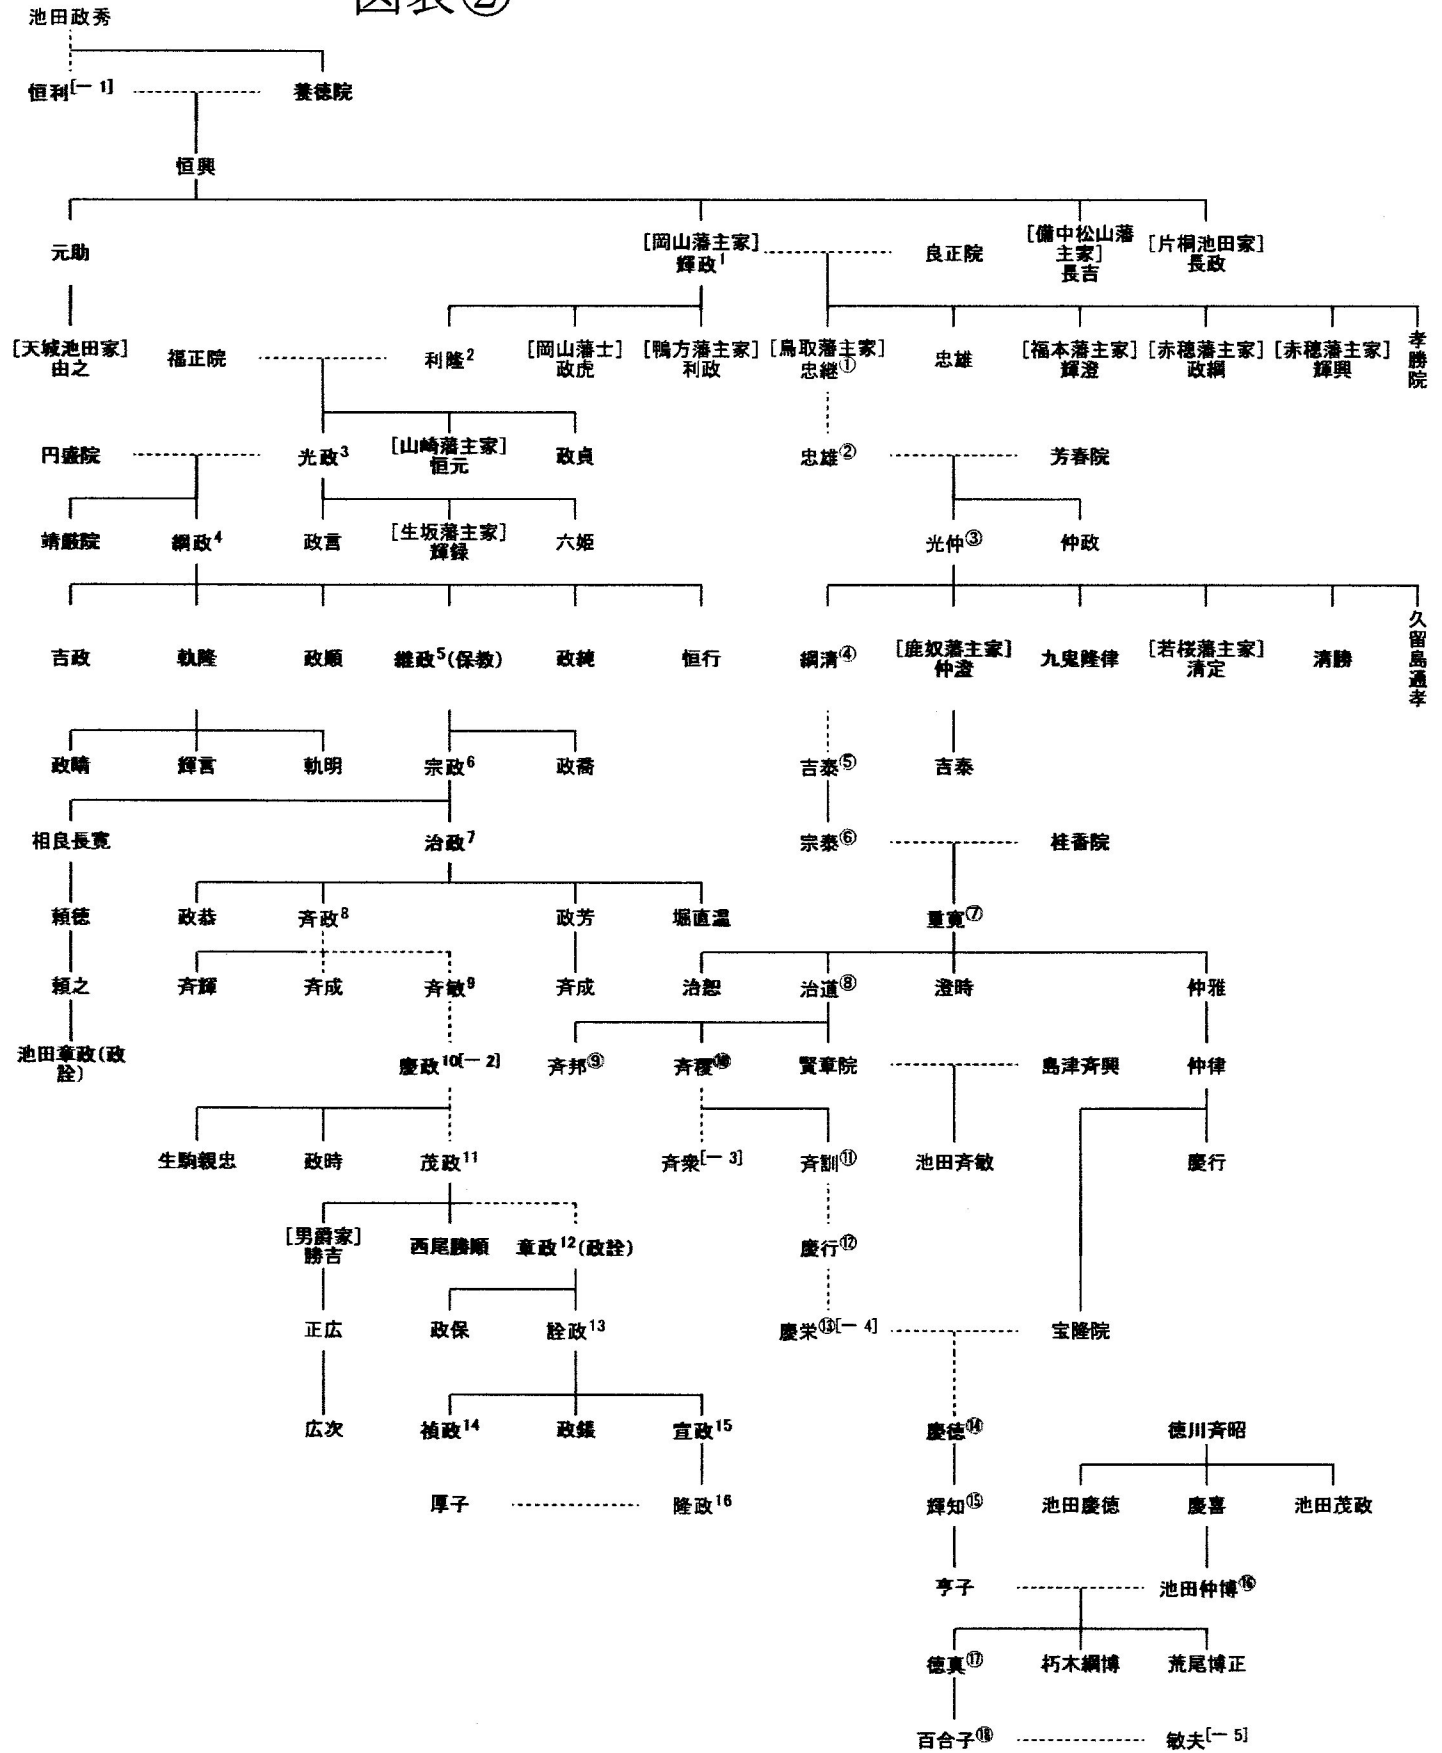 図表②
池田政秀
恒利[− 1] 養徳院
恒興
元助
[岡山藩主家]
輝政1
良正院
[備中松山藩
主家]
長吉
[片桐池田家]
長政
[天城池田家]
由之
福正院
利隆2
[岡山藩士]
政虎
[鴨方藩主家]
利政
[鳥取藩主家]
忠継①
忠雄
[福本藩主家]
輝澄
[赤穂藩主家]
政綱
[赤穂藩主家]
輝興
孝勝院
円盛院
光政3
[山崎藩主家]
恒元
政貞
忠雄②
芳春院
靖厳院
綱政4
政言
[生坂藩主家]
輝録
六姫
光仲③
仲政
吉政
軌隆
政順
継政5(保教)
政純
恒行
綱清④
[鹿奴藩主家]
仲澄
九鬼隆律
[若桜藩主家]
清定
清勝
久留島通孝
政晴
輝言
軌明
宗政6
政喬
吉泰⑤
吉泰
相良長寛
治政7
宗泰⑥
桂香院
頼徳
政恭
斉政8
政芳
堀直温
重寛⑦
頼之
斉輝
斉成
斉敏9
斉成
治恕
治道⑧
澄時
仲雅
池田章政(政
詮)
慶政10[− 2]
斉邦⑨
斉稷⑩
賢章院
島津斉興
仲律
生駒親忠
政時
茂政11
斉衆[− 3]
斉訓⑪
池田斉敏
慶行
[男爵家]
勝吉
西尾勝順
章政12(政詮)
慶行⑫
正広
政保
詮政13
慶栄⑬[− 4]
宝隆院
広次
禎政14
政鋹
宣政15
慶徳⑭
徳川斉昭
厚子
隆政16
輝知⑮
池田慶徳
慶喜
池田茂政
亨子
池田仲博⑯
徳真⑰
朽木綱博
荒尾博正
百合子⑱
敏夫[− 5]